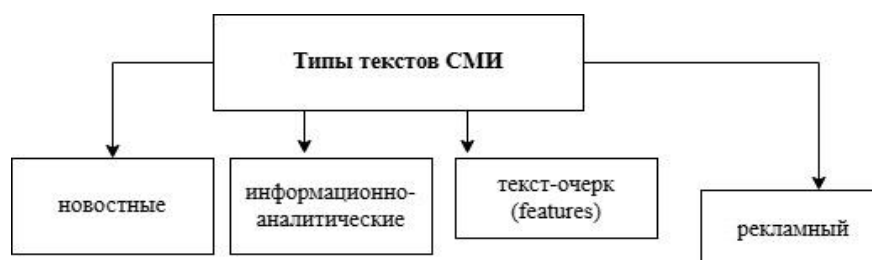 Типы текстов СМИ
новостные
информационно-
аналитические
текст-очерк
(features)
рекламный